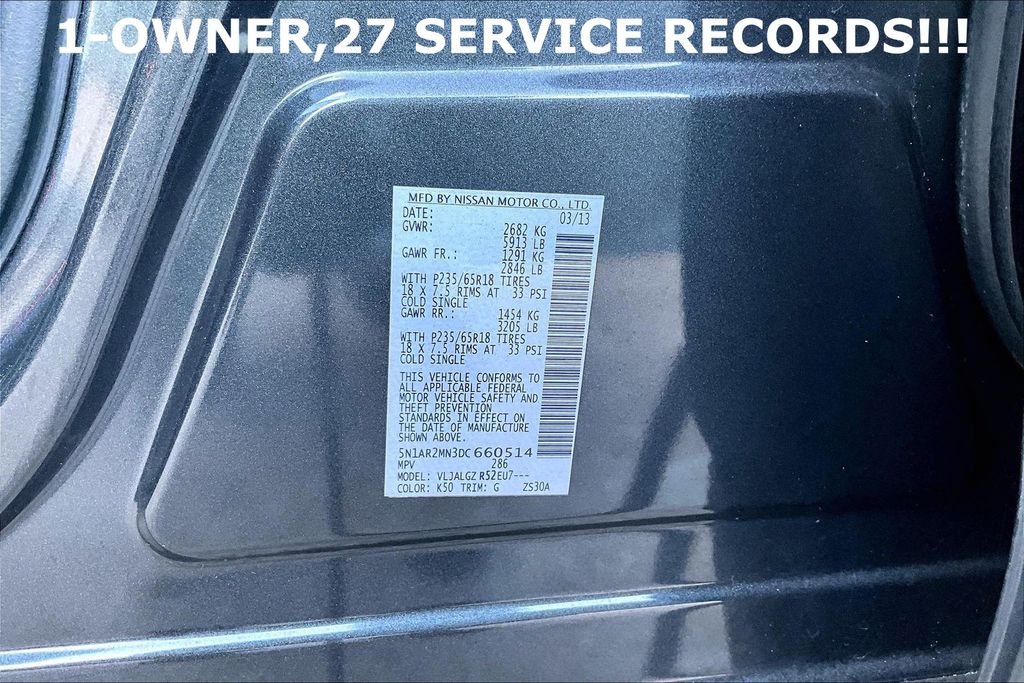 1-OWNER,27 SERVICE RECORDS!!!
MFD BY NISSAN MOTOR CO., LTD.
DATE: 03/13
GVWR: 2682 KG
5913 LB
GAWR FR.: 1291 KG
2846 LB
WITH P235/65R18 TIRES
18 X 7.5 RIMS AT 33 PSI
COLD SINGLE
GAWR RR.: 1454 KG
3205 LB
WITH P235/65R18 TIRES
18 X 7.5 RIMS AT 33 PSI
COLD SINGLE
THIS VEHICLE CONFORMS TO
ALL APPLICABLE FEDERAL
MOTOR VEHICLE SAFETY AND
THEFT PREVENTION
STANDARDS IN EFFECT ON
THE DATE OF MANUFACTURE
SHOWN ABOVE.
5N1AR2MN3DC 660514
MPV 286
MODEL: VLJALGZ R52EU7---
COLOR: K50 TRIM: G ZS30A